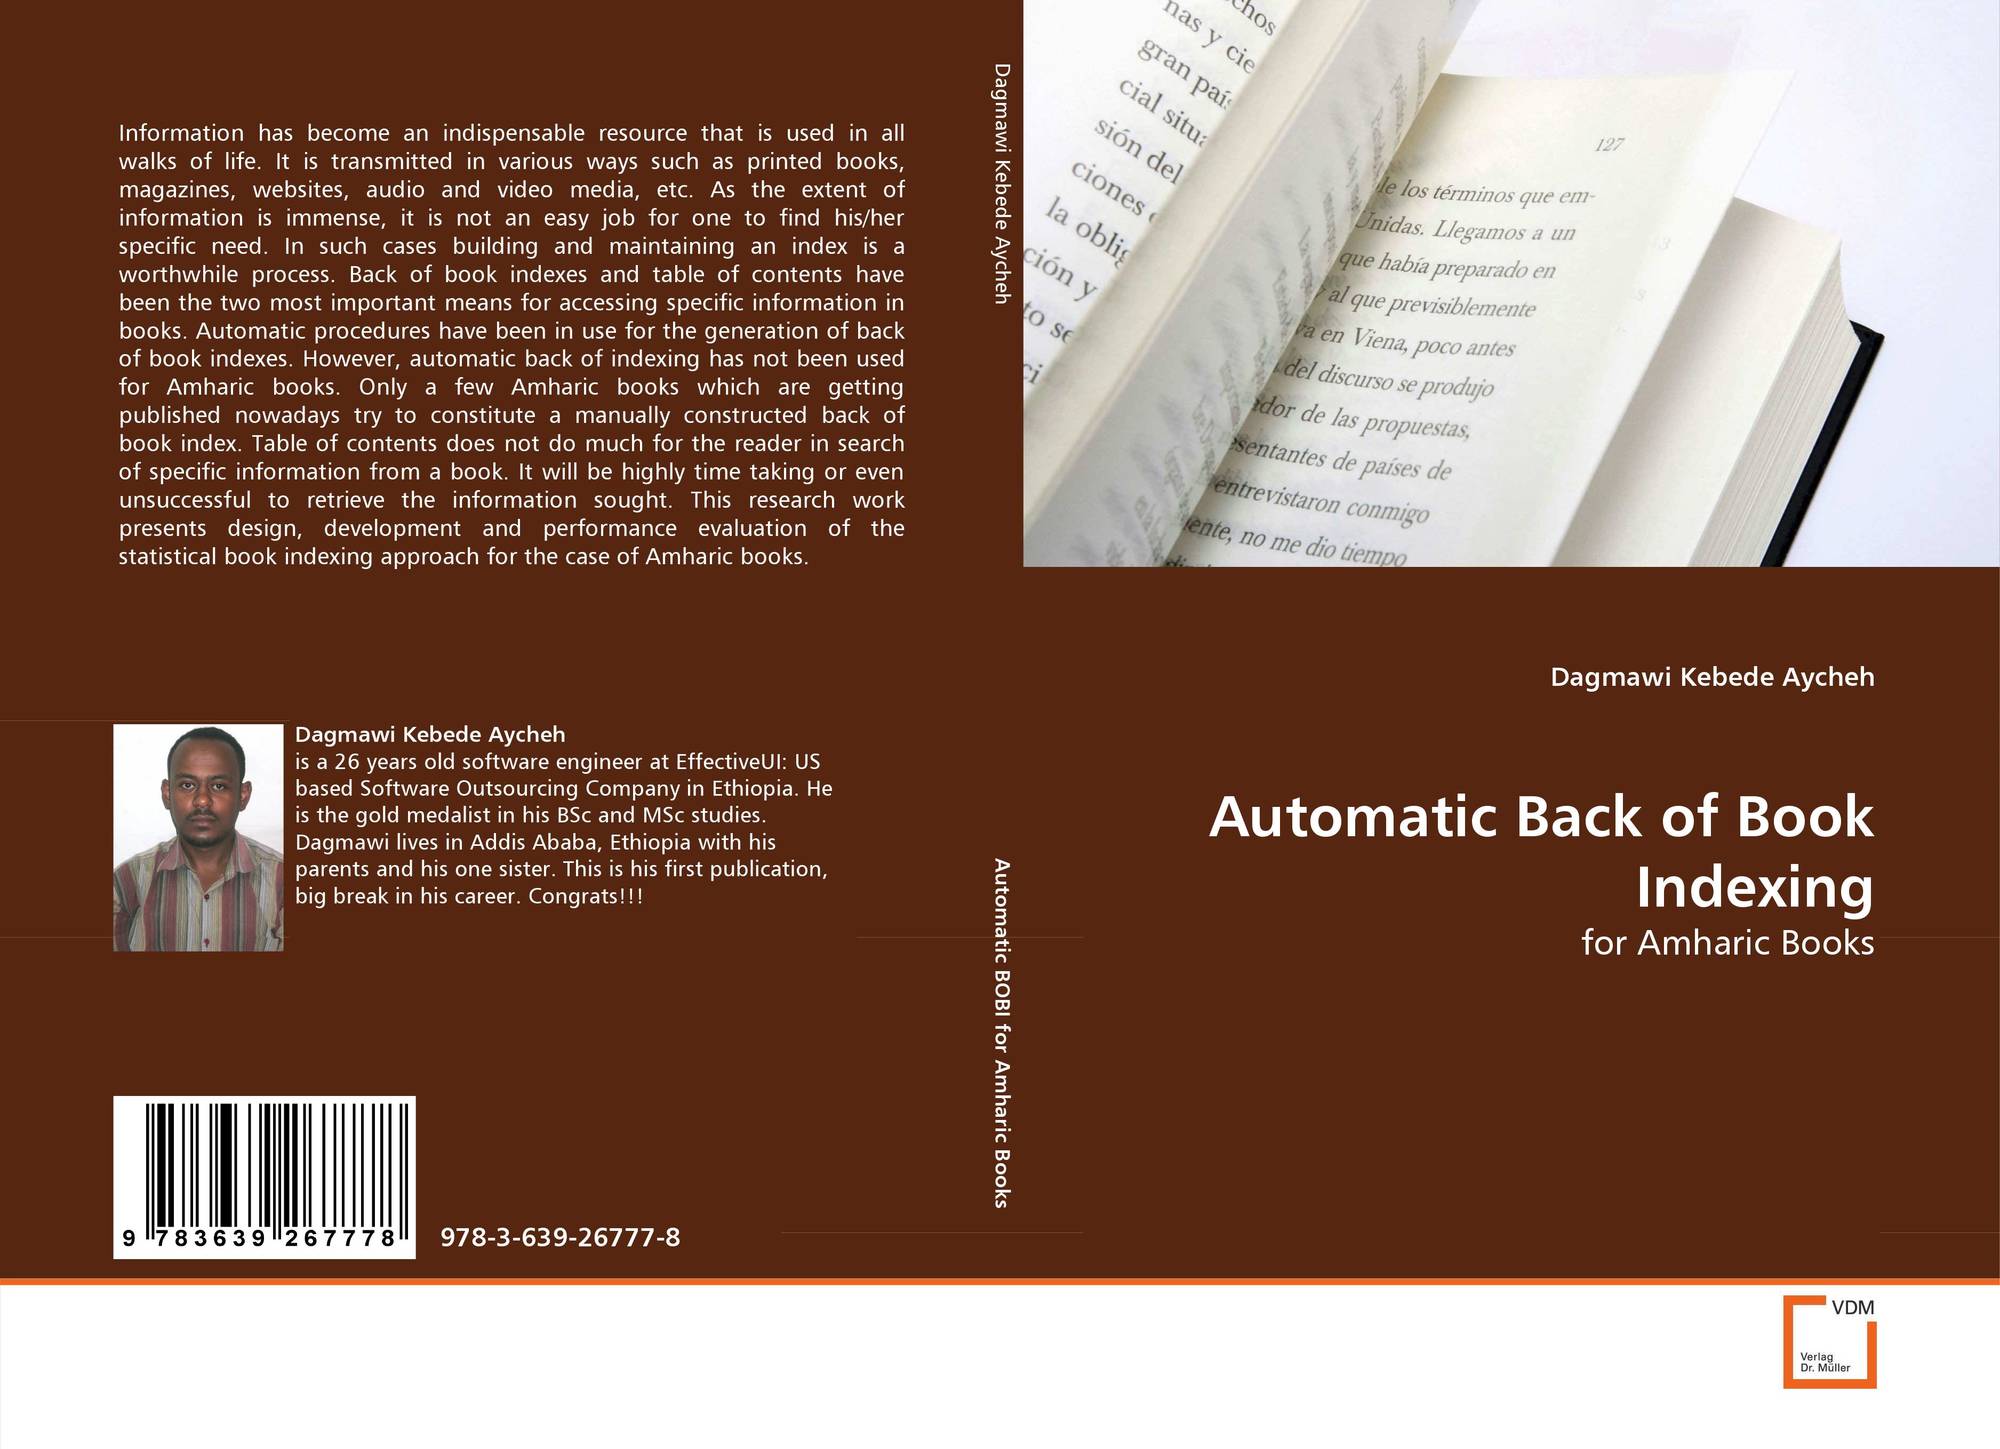 Information has become an indispensable resource that is used in all
walks of life. It is transmitted in various ways such as printed books,
magazines, websites, audio and video media, etc. As the extent of
information is immense, it is not an easy job for one to find his/her
specific need. In such cases building and maintaining an index is a
worthwhile process. Back of book indexes and table of contents have
been the two most important means for accessing specific information in
books. Automatic procedures have been in use for the generation of back
of book indexes. However, automatic back of indexing has not been used
for Amharic books. Only a few Amharic books which are getting
published nowadays try to constitute a manually constructed back of
book index. Table of contents does not do much for the reader in search
of specific information from a book. It will be highly time taking or even
unsuccessful to retrieve the information sought. This research work
presents design, development and performance evaluation of the
statistical book indexing approach for the case of Amharic books.
Dagmawi Kebede Aycheh
is a 26 years old software engineer at EffectiveUI: US
based Software Outsourcing Company in Ethiopia. He
is the gold medalist in his BSc and MSc studies.
Dagmawi lives in Addis Ababa, Ethiopia with his
parents and his one sister. This is his first publication,
big break in his career. Congrats!!!
9 783639 267778
978-3-639-26777-8
Dagmawi Kebede Aycheh
Automatic BOBI for Amharic Books
nas y cie
gran país
cial
sión del
ciones
la
ción y
to se
127
los términos que em-
Unidas. Llegamos a un
que había preparado en
al que previsiblemente
en Viena, poco antes
del discurso se produjo
de las propuestas,
de países de
entrevistaron conmigo
no me dio tiempo
Dagmawi Kebede Aycheh
Automatic Back of Book
Indexing
for Amharic Books
VDM
Verlag
Dr. Müller